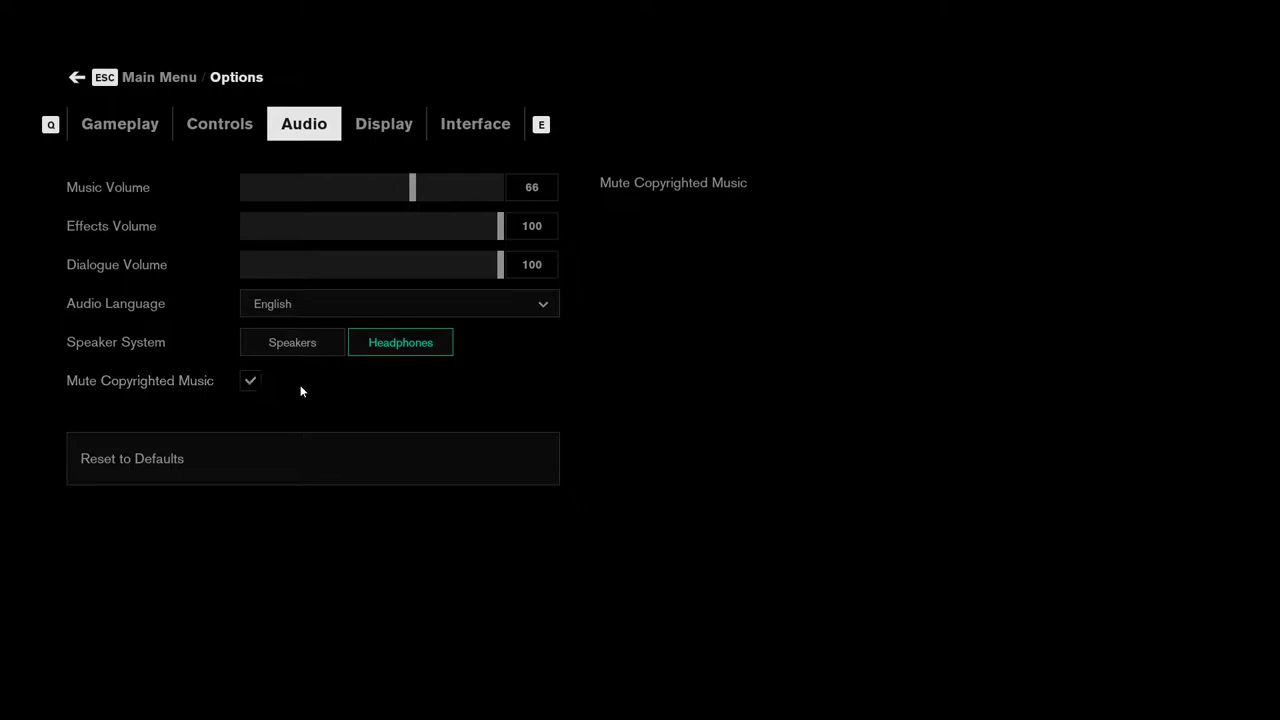 ESC Main Menu / Options
Q Gameplay Controls Audio Display Interface E
Music Volume 66
Mute Copyrighted Music
Effects Volume 100
Dialogue Volume 100
Audio Language English
Speaker System Speakers Headphones
Mute Copyrighted Music
Reset to Defaults